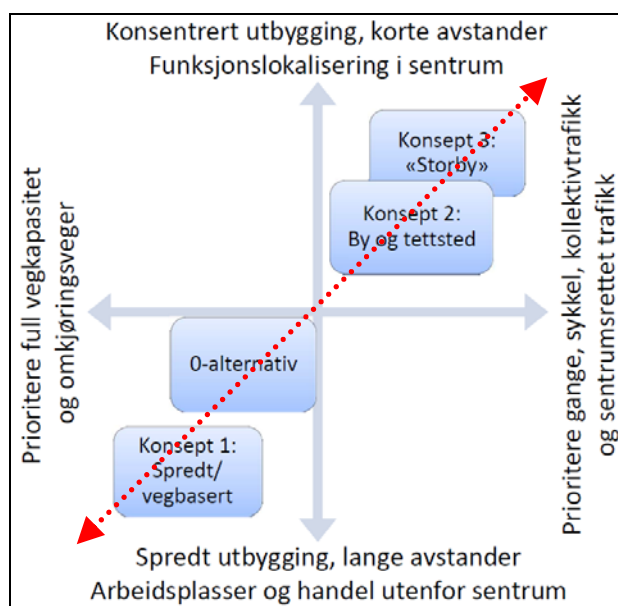 Konsentrert utbygging, korte avstander
Funksjonslokalisering i sentrum
Prioritere full vegkapasitet
og omkjøringsveger
Konsept 3:
«Storby»
Konsept 2:
By og tettsted
0-alternativ
Konsept 1:
Spredt/
vegbasert
Prioritere gange, sykkel, kollektivtrafikk
og sentrumsrettet trafikk
Spredt utbygging, lange avstander
Arbeidsplasser og handel utenfor sentrum